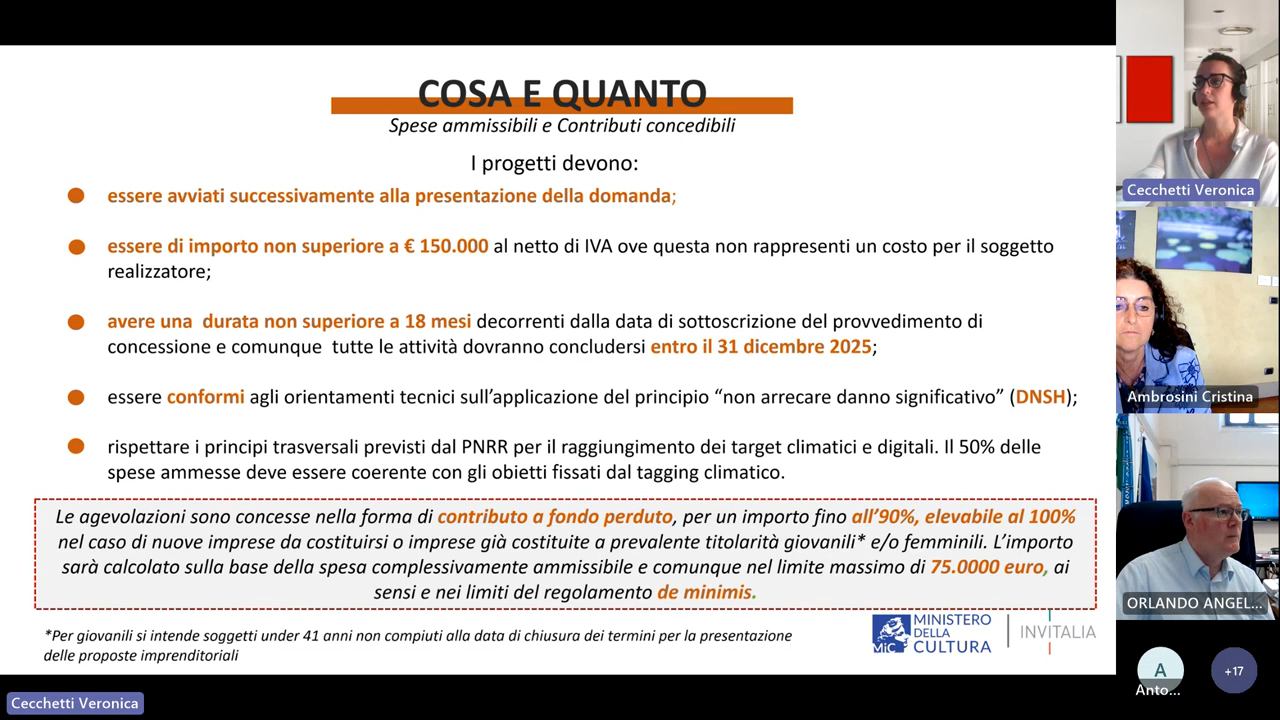 COSA E QUANTO
Spese ammissibili e Contributi concedibili
I progetti devono:
essere avviati successivamente alla presentazione della domanda;
essere di importo non superiore a € 150.000 al netto di IVA ove questa non rappresenti un costo per il soggetto
realizzatore;
avere una durata non superiore a 18 mesi decorrenti dalla data di sottoscrizione del provvedimento di
concessione e comunque tutte le attività dovranno concludersi entro il 31 dicembre 2025;
essere conformi agli orientamenti tecnici sull'applicazione del principio "non arrecare danno significativo" (DNSH);
rispettare i principi trasversali previsti dal PNRR per il raggiungimento dei target climatici e digitali. Il 50% delle
spese ammesse deve essere coerente con gli obietti fissati dal tagging climatico.
Le agevolazioni sono concesse nella forma di contributo a fondo perduto, per un importo fino all'90%, elevabile al 100%
nel caso di nuove imprese da costituirsi o imprese già costituite a prevalente titolarità giovanili* e/o femminili. L'importo
sarà calcolato sulla base della spesa complessivamente ammissibile e comunque nel limite massimo di 75.0000 euro, ai
sensi e nei limiti del regolamento de minimis.
*Per giovanili si intende soggetti under 41 anni non compiuti alla data di chiusura dei termini per la presentazione
delle proposte imprenditoriali
MiC
MINISTERO
DELLA
CULTURA
INVITALIA
Cecchetti Veronica
Cecchetti Veronica
Ambrosini Cristina
ORLANDO ANGEL...
A
Anto...
+17